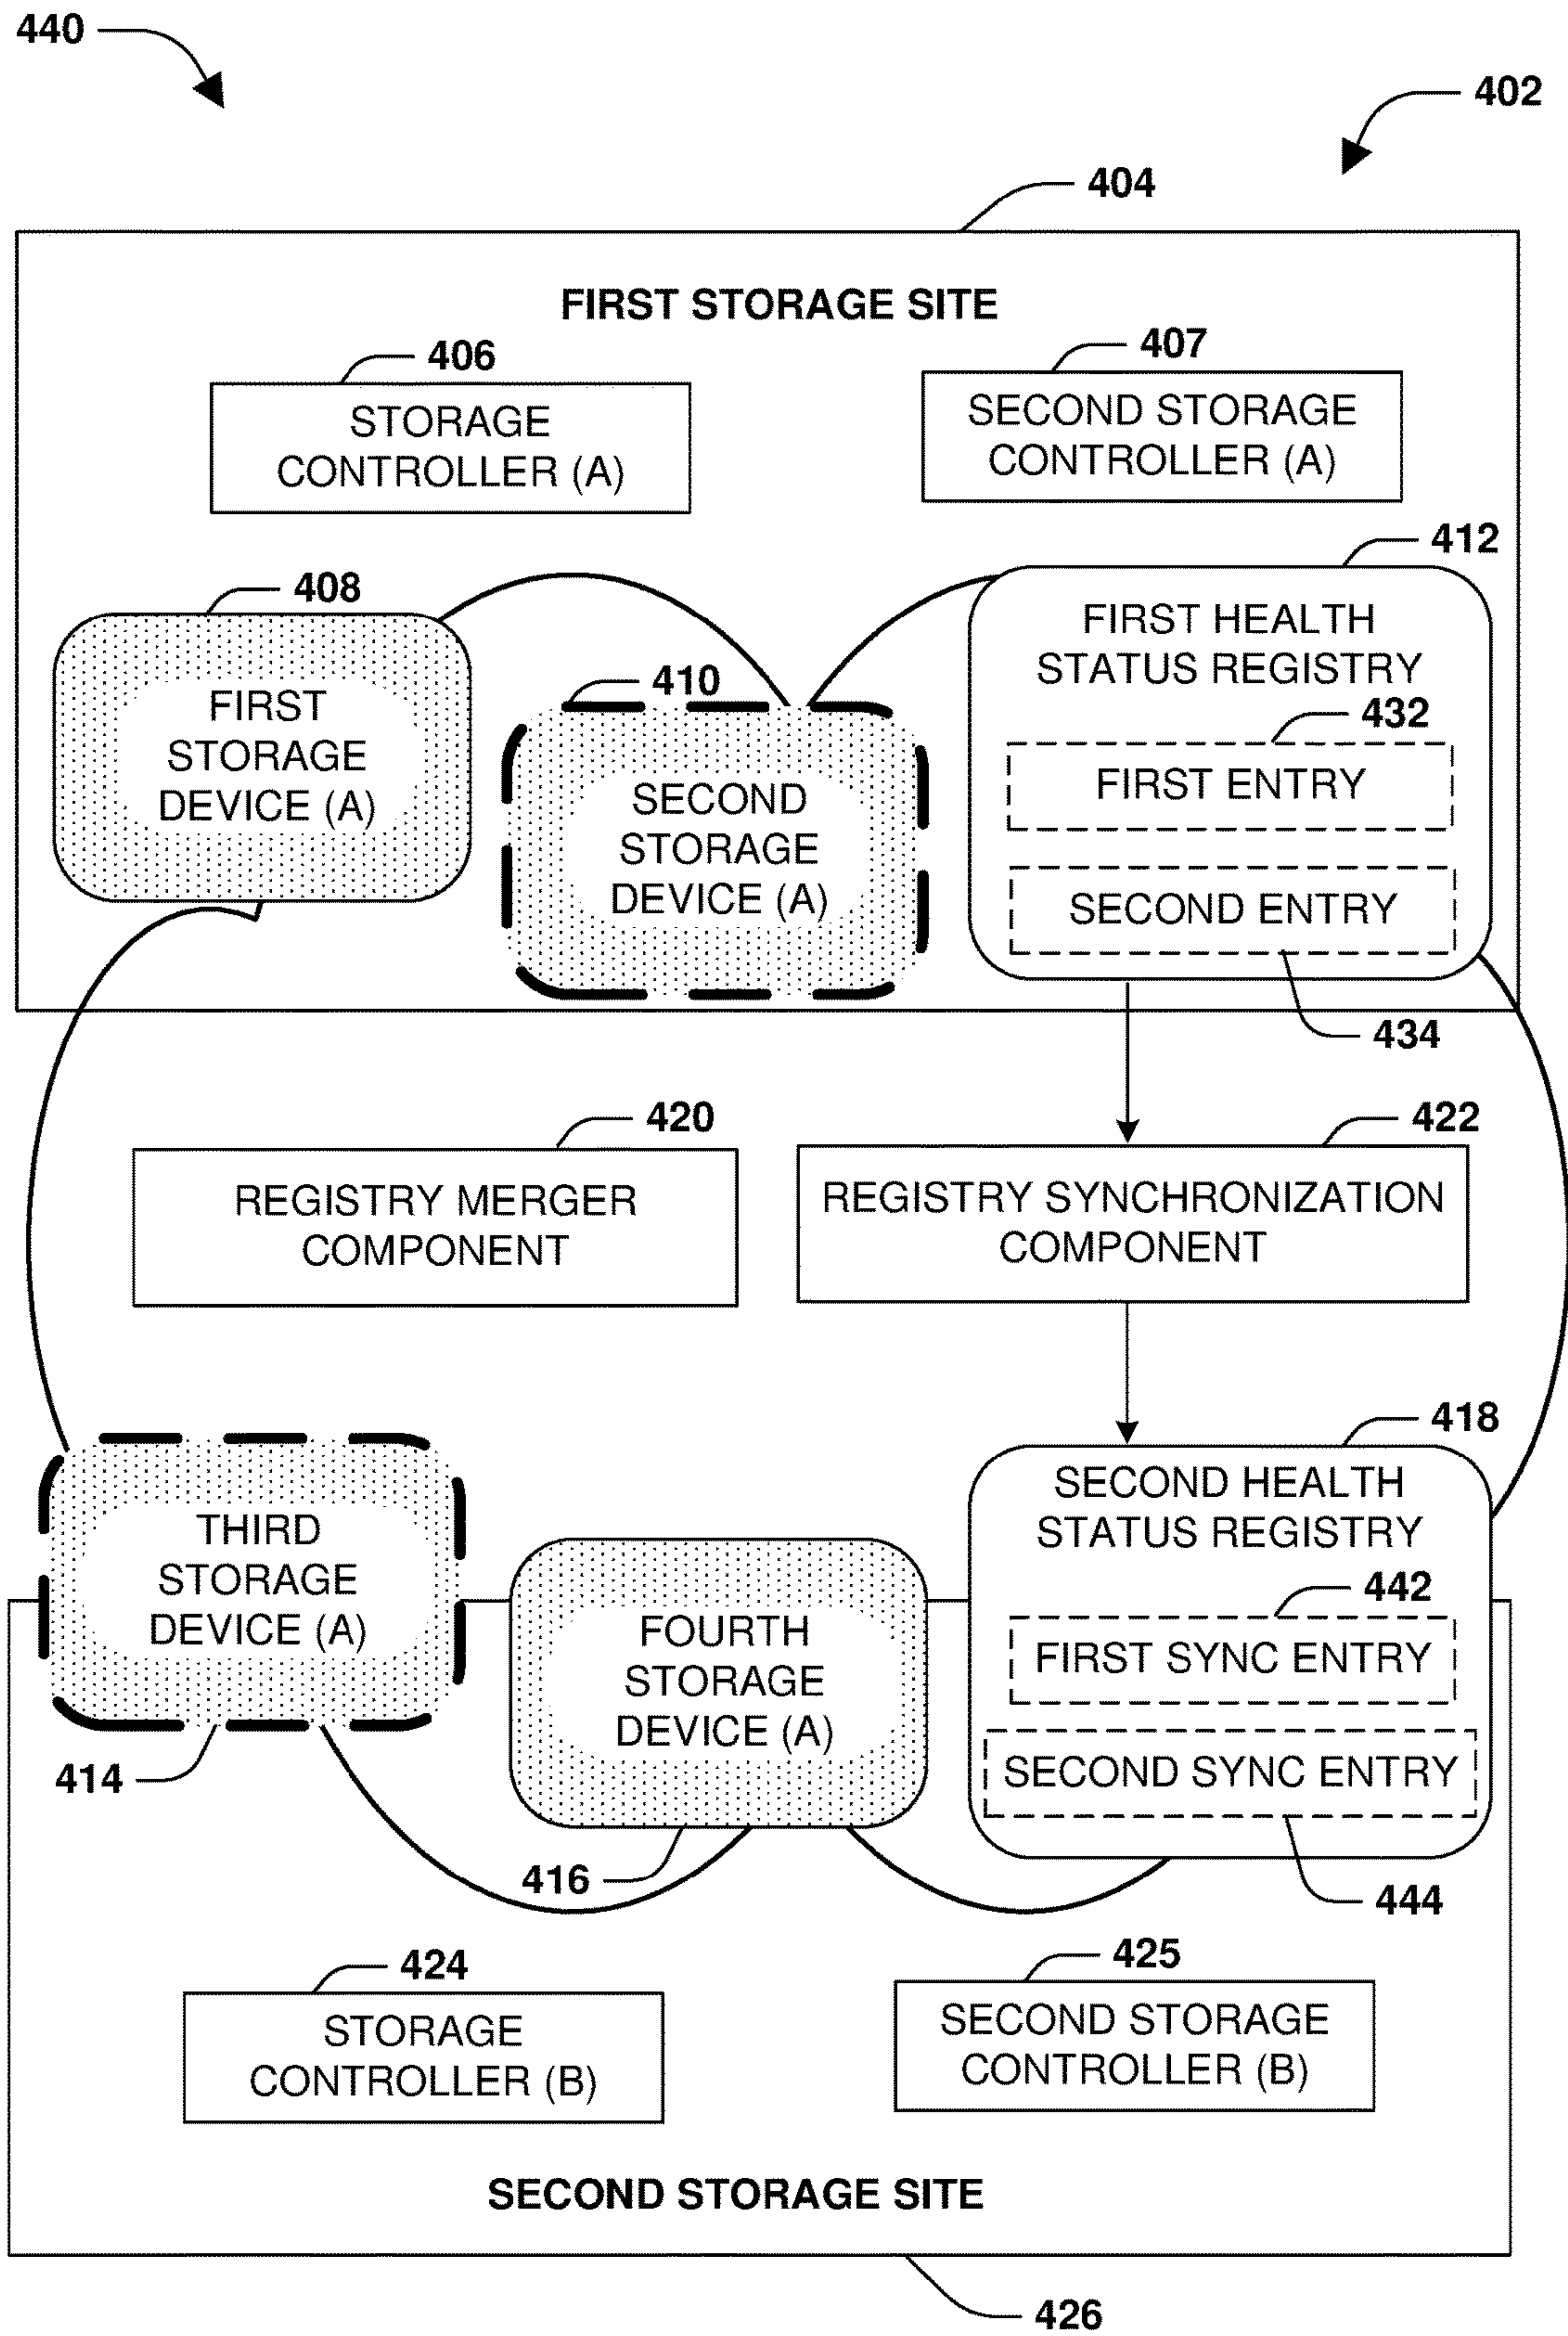 440
402
404
FIRST STORAGE SITE
406
407
STORAGE
CONTROLLER (A)
SECOND STORAGE
CONTROLLER (A)
412
408
FIRST
STORAGE
DEVICE (A)
410
SECOND
STORAGE
DEVICE (A)
FIRST HEALTH
STATUS REGISTRY
432
FIRST ENTRY
SECOND ENTRY
434
420
422
REGISTRY MERGER
COMPONENT
REGISTRY SYNCHRONIZATION
COMPONENT
418
THIRD
STORAGE
DEVICE (A)
414
FOURTH
STORAGE
DEVICE (A)
416
SECOND HEALTH
STATUS REGISTRY
442
FIRST SYNC ENTRY
SECOND SYNC ENTRY
444
424
425
STORAGE
CONTROLLER (B)
SECOND STORAGE
CONTROLLER (B)
SECOND STORAGE SITE
426